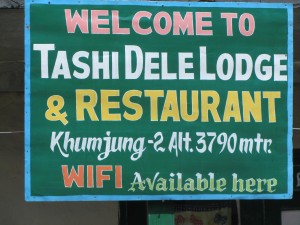 WELCOME TO
TASHI DELE LODGE
& RESTAURANT
Khumjung-2 Alt. 3790 mtr.
WIFI Available here